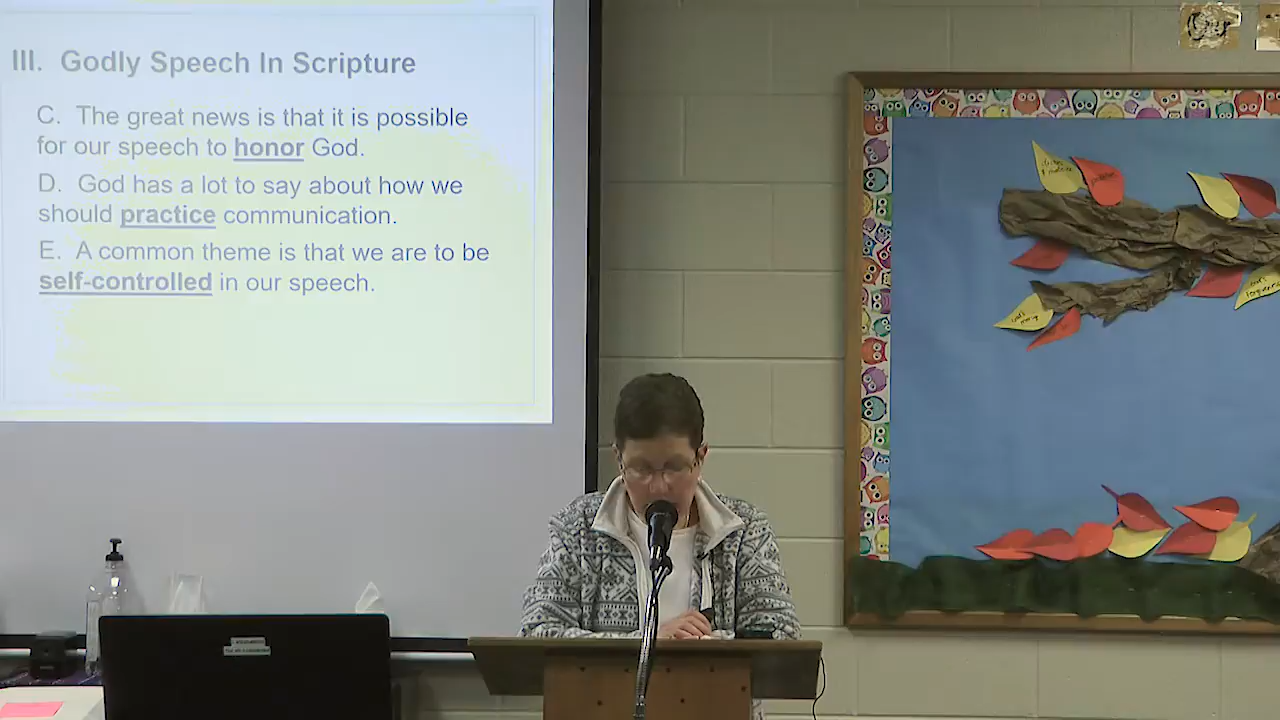 III. Godly Speech In Scripture
C. The great news is that it is possible
for our speech to honor God.
D. God has a lot to say about how we
should practice communication.
E. A common theme is that we are to be
self-controlled in our speech.
Our